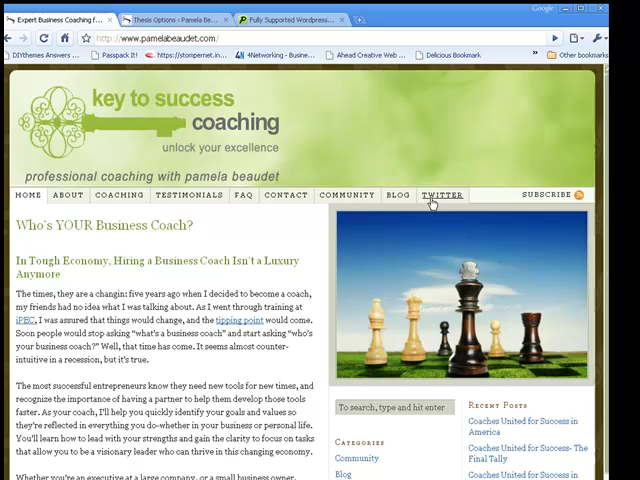 Google
Expert Business Coaching f...
Thesis Options ‹ Pamela Be...
Fully Supported Wordpress...
http://www.pamelabeaudet.com/
DIYthemes Answers ...
Passpack It!
https://stompernet.in...
4Networking - Busine...
Ahead Creative Web ...
Delicious Bookmark
»
Other bookmarks
key to success
coaching
unlock your excellence
professional coaching with pamela beaudet
HOME ABOUT COACHING TESTIMONIALS FAQ CONTACT COMMUNITY BLOG TWITTER SUBSCRIBE
Who's YOUR Business Coach?
In Tough Economy, Hiring a Business Coach Isn't a Luxury
Anymore
The times, they are a changin: five years ago when I decided to become a coach,
my friends had no idea what I was talking about. As I went through training at
iPEC, I was assured that things would change, and the tipping point would come.
Soon people would stop asking "what's a business coach" and start asking "who's
your business coach?" Well, that time has come. It seems almost counter-
intuitive in a recession, but it's true.
The most successful entrepreneurs know they need new tools for new times, and
recognize the importance of having a partner to help them develop those tools
faster. As your coach, I'll help you quickly identify your goals and values so
they're reflected in everything you do-whether in your business or personal life.
You'll learn how to lead with your strengths and gain the clarity to focus on tasks
that allow you to be a visionary leader who can thrive in this changing economy.
Whether you're an executive at a large company, or a small business owner,
To search, type and hit enter
Categories
Community
Blog
Recent Posts
Coaches United for Success in
America
Coaches United for Success- The
Final Tally
Coaches United for Success in